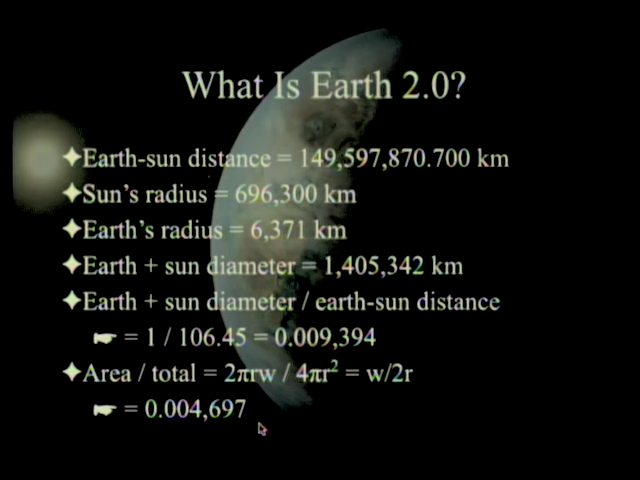 What Is Earth 2.0?
Earth-sun distance = 149,597,870.700 km
Sun's radius = 696,300 km
Earth's radius = 6,371 km
Earth + sun diameter = 1,405,342 km
Earth + sun diameter / earth-sun distance
= 1 / 106.45 = 0.009,394
Area / total = 2πrw / 4πr² = w/2r
= 0.004,697